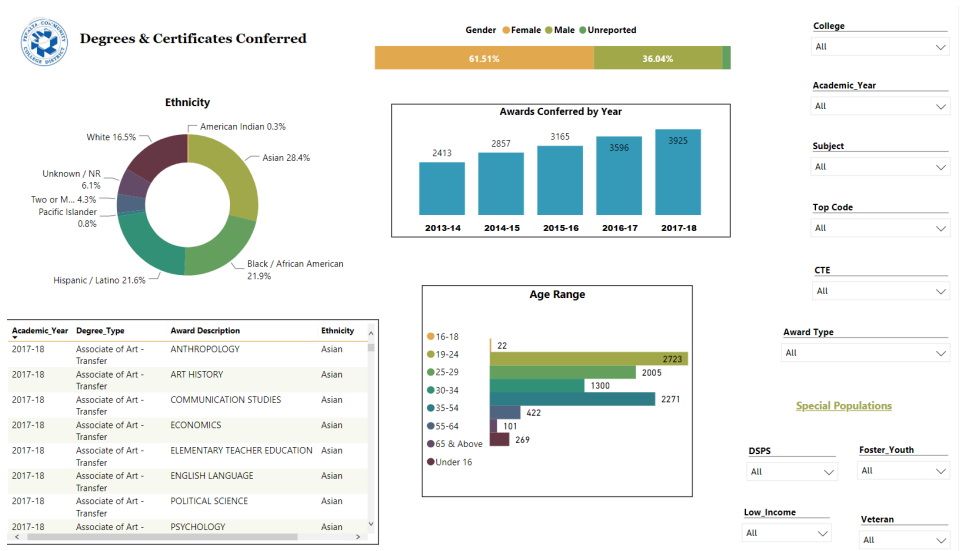 PERALTA COMMUNITY COLLEGE DISTRICT
Degrees & Certificates Conferred
Gender Female Male Unreported
61.51% 36.04%
Ethnicity
American Indian 0.3%
White 16.5%
Asian 28.4%
Unknown / NR
6.1%
Two or M... 4.3%
Pacific Islander
0.8%
Black / African American
21.9%
Hispanic / Latino 21.6%
Awards Conferred by Year
2413 2857 3165 3596 3925
2013-14 2014-15 2015-16 2016-17 2017-18
Academic_Year Degree_Type Award Description Ethnicity
2017-18 Associate of Art - ANTHROPOLOGY Asian
Transfer
2017-18 Associate of Art - ART HISTORY Asian
Transfer
2017-18 Associate of Art - COMMUNICATION STUDIES Asian
Transfer
2017-18 Associate of Art - ECONOMICS Asian
Transfer
2017-18 Associate of Art - ELEMENTARY TEACHER EDUCATION Asian
Transfer
2017-18 Associate of Art - ENGLISH LANGUAGE Asian
Transfer
2017-18 Associate of Art - POLITICAL SCIENCE Asian
Transfer
2017-18 Associate of Art - PSYCHOLOGY Asian
Age Range
16-18
19-24
25-29
30-34
35-54
55-64
65 & Above
Under 16
22
2723
2005
1300
2271
422
101
269
College
All
Academic_Year
All
Subject
All
Top Code
All
CTE
All
Award Type
All
Special Populations
DSPS
All
Foster_Youth
All
Low_Income
All
Veteran
All